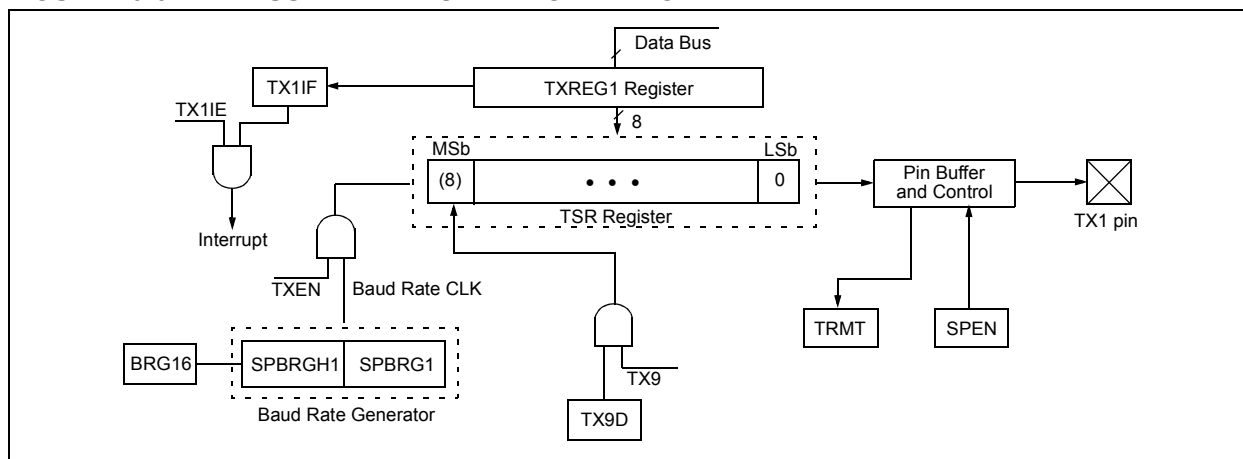 Data Bus
TX1IF
TXREG1 Register
TX1IE
8
MSb
LSb
(8)
• • •
0
Pin Buffer
and Control
TSR Register
TX1 pin
Interrupt
TXEN
Baud Rate CLK
TRMT
SPEN
BRG16
SPBRGH1
SPBRG1
TX9
Baud Rate Generator
TX9D